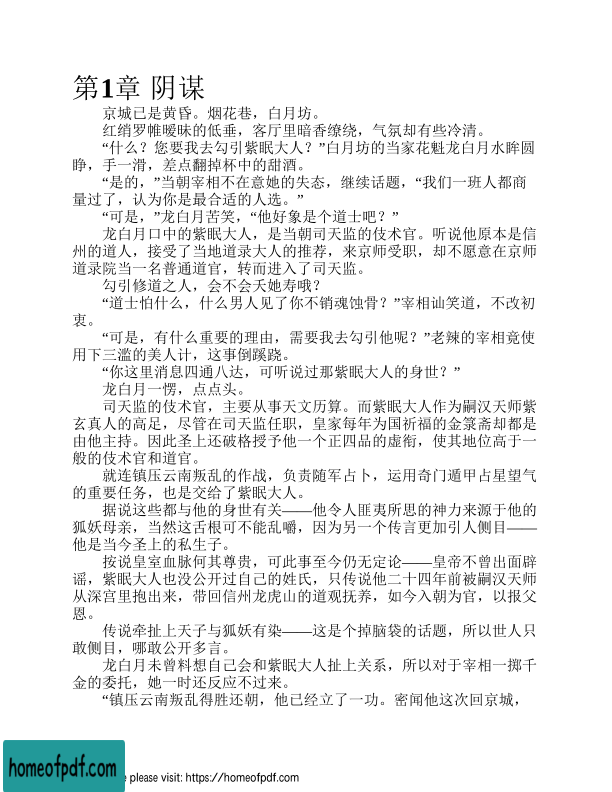 第1章 阴谋
京城已是黄昏。烟花巷，白月坊。
红绡罗帷暧昧的低垂，客厅里暗香缭绕，气氛却有些冷清。
“什么？您要我去勾引紫眠大人？”白月坊的当家花魁龙白月水眸圆
睁，手一滑，差点翻掉杯中的甜酒。
“是的，”当朝宰相不在意她的失态，继续话题，“我们一班人都商
量过了，认为你是最合适的人选。”
“可是，”龙白月苦笑，“他好象是个道士吧？”
龙白月口中的紫眠大人，是当朝司天监的伎术官。听说他原本是信
州的道人，接受了当地道录大人的推荐，来京师受职，却不愿意在京师
道录院当一名普通道官，转而进入了司天监。
勾引修道之人，会不会夭她寿哦？
“道士怕什么，什么男人见了你不销魂蚀骨？”宰相讪笑道，不改初
衷。
“可是，有什么重要的理由，需要我去勾引他呢？”老辣的宰相竟使
用下三滥的美人计，这事倒蹊跷。
“你这里消息四通八达，可听说过那紫眠大人的身世？”
龙白月一愣，点点头。
司天监的伎术官，主要从事天文历算。而紫眠大人作为嗣汉天师紫
玄真人的高足，尽管在司天监任职，皇家每年为国祈福的金箓斋却都是
由他主持。因此圣上还破格授予他一个正四品的虚衔，使其地位高于一
般的伎术官和道官。
就连镇压云南叛乱的作战，负责随军占卜，运用奇门遁甲占星望气
的重要任务，也是交给了紫眠大人。
据说这些都与他的身世有关——他令人匪夷所思的神力来源于他的
狐妖母亲，当然这舌根可不能乱嚼，因为另一个传言更加引人侧目——
他是当今圣上的私生子。
按说皇室血脉何其尊贵，可此事至今仍无定论——皇帝不曾出面辟
谣，紫眠大人也没公开过自己的姓氏，只传说他二十四年前被嗣汉天师
从深宫里抱出来，带回信州龙虎山的道观抚养，如今入朝为官，以报父
恩。
传说牵扯上天子与狐妖有染——这是个掉脑袋的话题，所以世人只
敢侧目，哪敢公开多言。
龙白月未曾料想自己会和紫眠大人扯上关系，所以对于宰相一掷千
金的委托，她一时还反应不过来。
“镇压云南叛乱得胜还朝，他已经立了一功。密闻他这次回京城，
homeofpdf.com
e please visit: https://homeofpdf.com